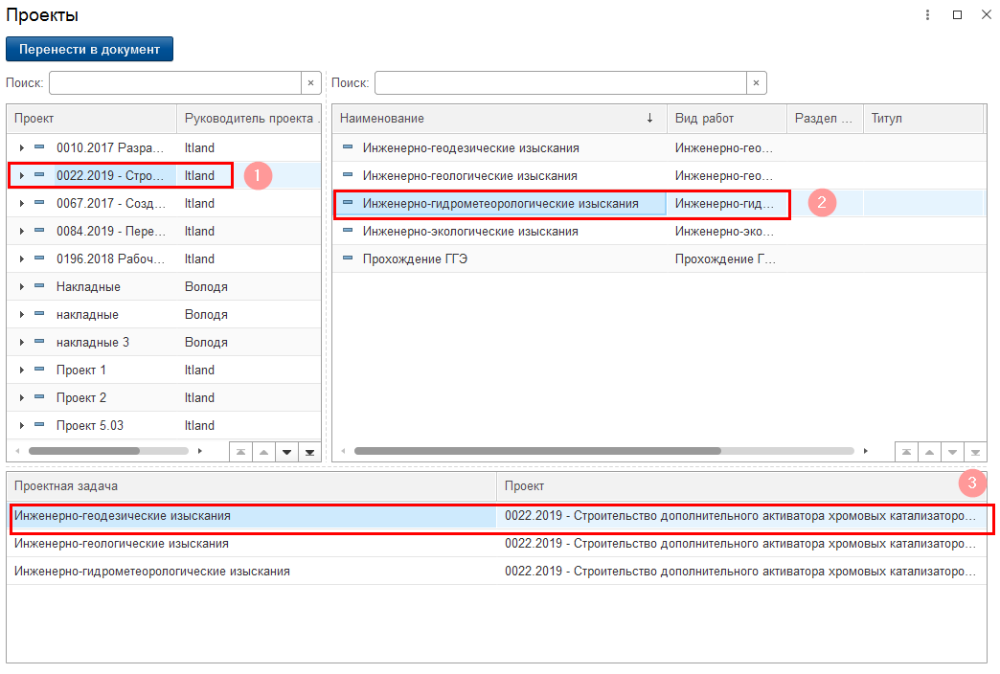 Проекты
Перенести в документ
Поиск:
Поиск:
Проект Руководитель проекта .
0010.2017 Разра... Itland
0022.2019 - Стро... Itland
1
0067.2017 - Созд... Itland
0084.2019 - Пере... Itland
0196.2018 Рабоч... Itland
Накладные Володя
накладные Володя
накладные 3 Володя
Проект 1 Itland
Проект 2 Itland
Проект 5.03 Itland
Наименование ↓ Вид работ Раздел ... Титул
Инженерно-геодезические изыскания Инженерно-гео...
Инженерно-геологические изыскания Инженерно-гео...
Инженерно-гидрометеорологические изыскания Инженерно-гид...
2
Инженерно-экологические изыскания Инженерно-эко...
Прохождение ГГЭ Прохождение Г...
Проектная задача Проект
3
Инженерно-геодезические изыскания 0022.2019 - Строительство дополнительного активатора хромовых катализаторо...
Инженерно-геологические изыскания 0022.2019 - Строительство дополнительного активатора хромовых катализаторо...
Инженерно-гидрометеорологические изыскания 0022.2019 - Строительство дополнительного активатора хромовых катализаторо...